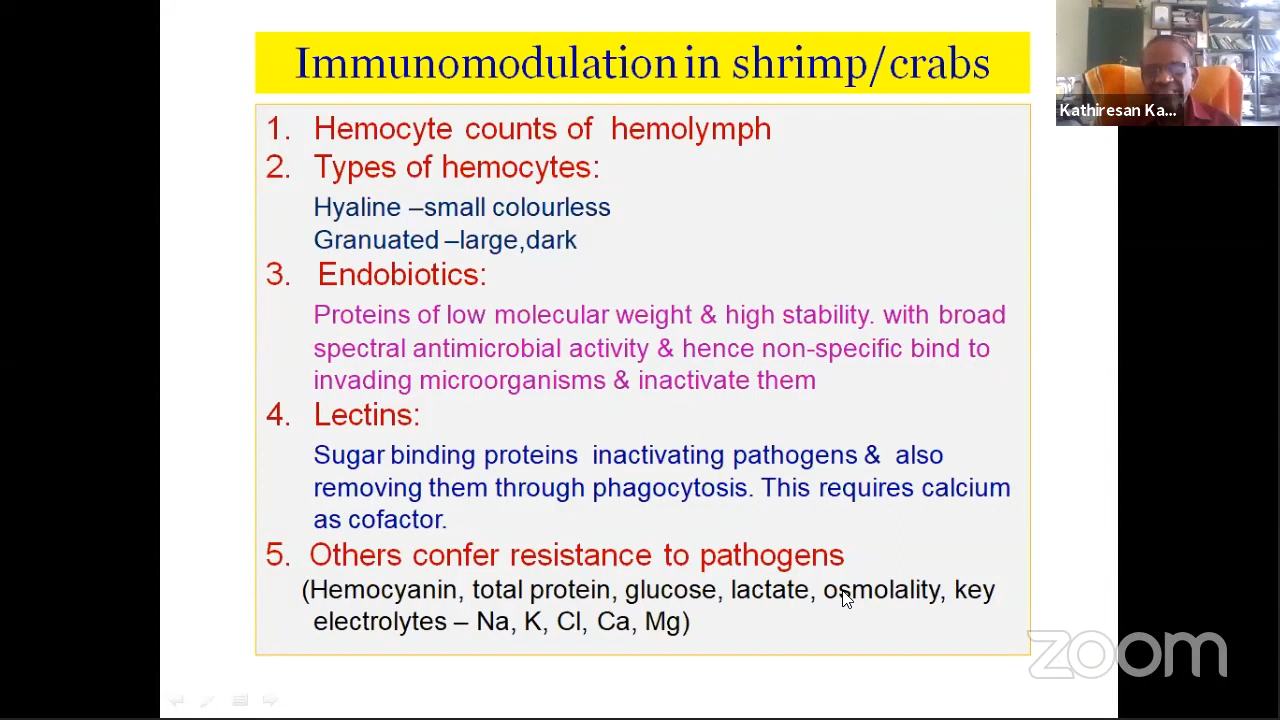 Immunomodulation in shrimp/crabs
Kathiresan Ka...
1. Hemocyte counts of hemolymph
2. Types of hemocytes:
Hyaline –small colourless
Granuated –large,dark
3. Endobiotics:
Proteins of low molecular weight & high stability. with broad
spectral antimicrobial activity & hence non-specific bind to
invading microorganisms & inactivate them
4. Lectins:
Sugar binding proteins inactivating pathogens & also
removing them through phagocytosis. This requires calcium
as cofactor.
5. Others confer resistance to pathogens
(Hemocyanin, total protein, glucose, lactate, osmolality, key
electrolytes – Na, K, Cl, Ca, Mg)
zoom